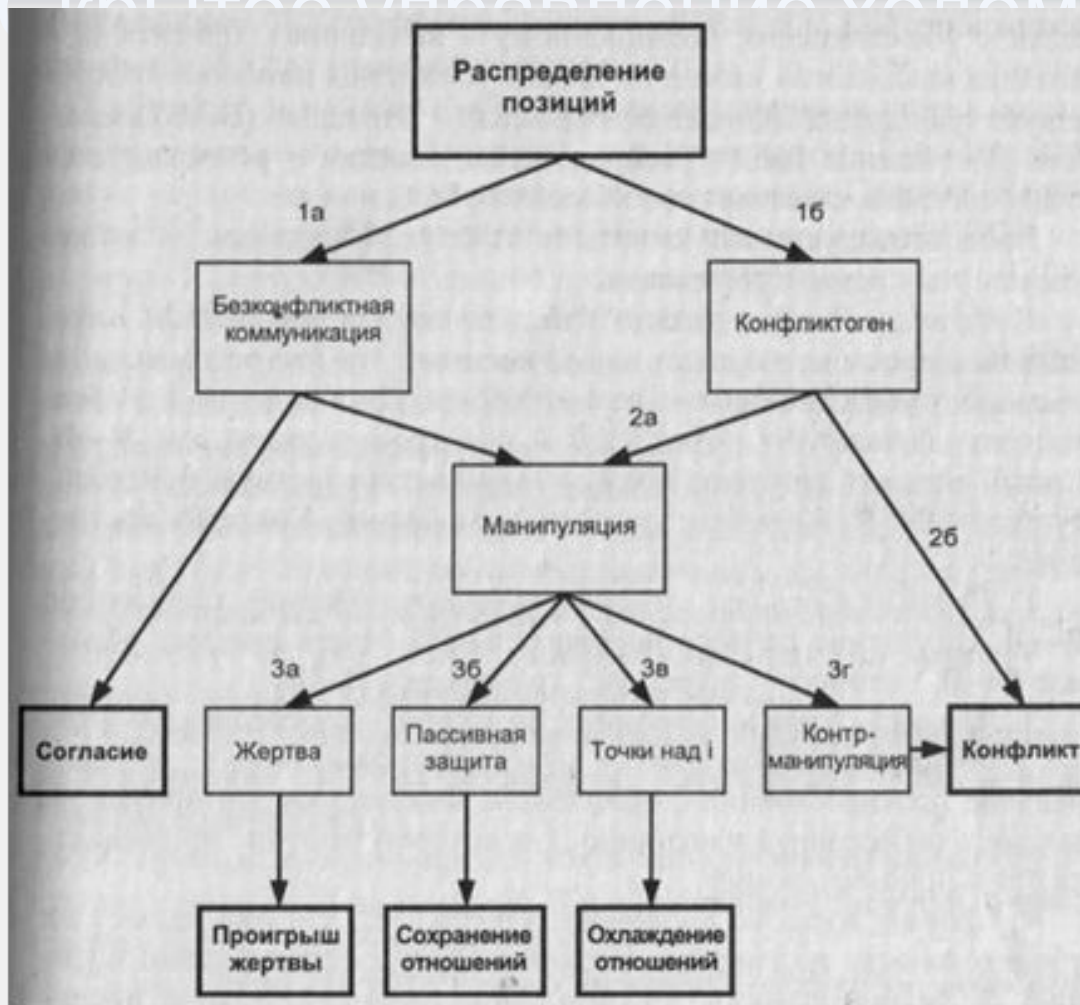 Распределение
позиций
1а
1б
Безконфликтная
коммуникация
Конфликтоген
2а
Манипуляция
2б
3а
3б
3в
3г
Согласие
Жертва
Пассивная
защита
Точки над i
Контр-
манипуляция
Конфликт
Проигрыш
жертвы
Сохранение
отношений
Охлаждение
отношений